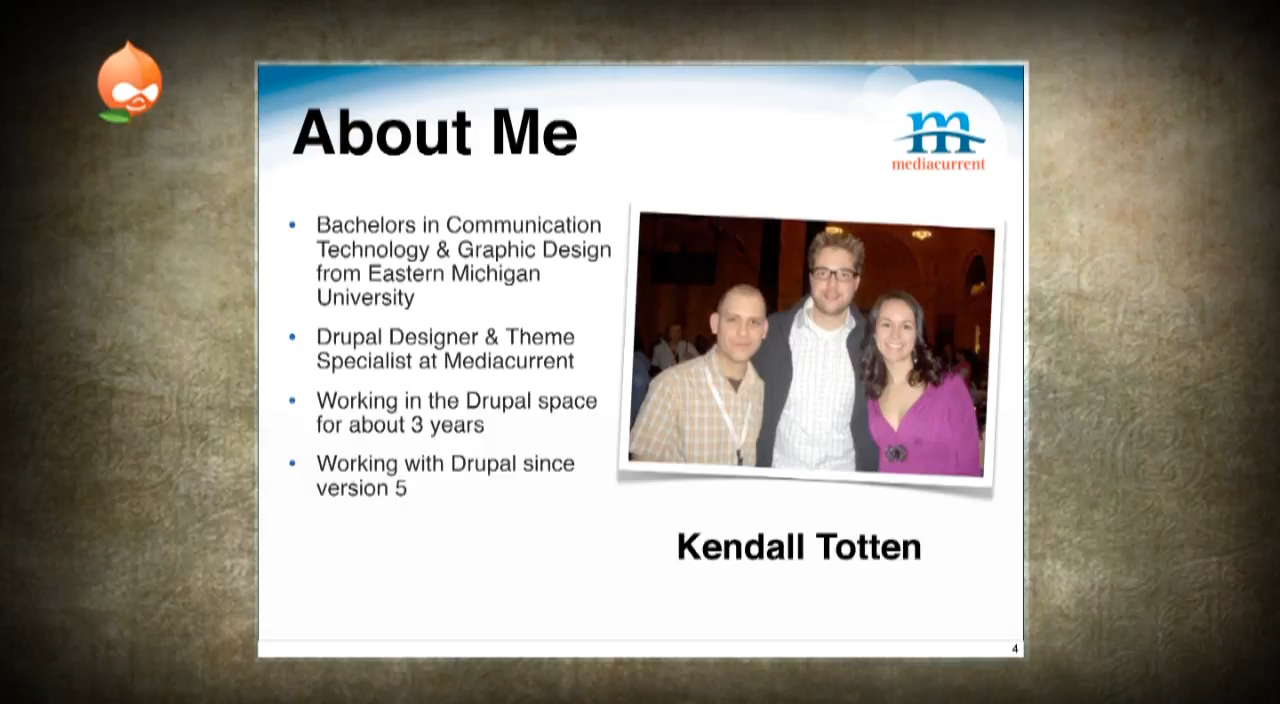 About Me
mediacurrent
• Bachelors in Communication
Technology & Graphic Design
from Eastern Michigan
University
• Drupal Designer & Theme
Specialist at Mediacurrent
• Working in the Drupal space
for about 3 years
• Working with Drupal since
version 5
Kendall Totten
4